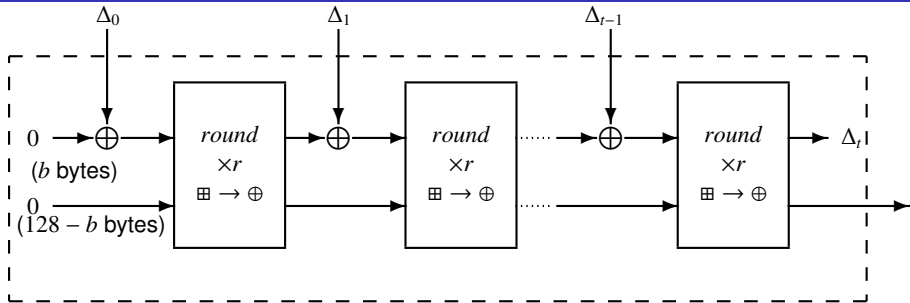 Δ₀ Δ₁ Δₜ₋₁
0 ⊕ round ×r ⊞ → ⊕ ⊕ round ×r ⊞ → ⊕ ...... ⊕ round ×r ⊞ → ⊕ Δₜ
(b bytes)
0 ......
(128 − b bytes)